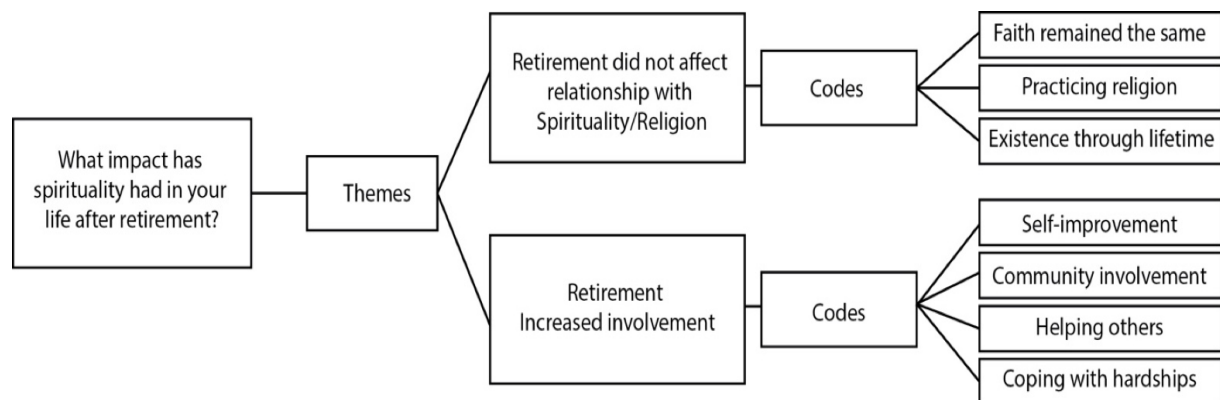 What impact has
spirituality had in your
life after retirement?
Themes
Retirement did not affect
relationship with
Spirituality/Religion
Codes
Faith remained the same
Practicing religion
Existence through lifetime
Retirement
Increased involvement
Codes
Self-improvement
Community involvement
Helping others
Coping with hardships